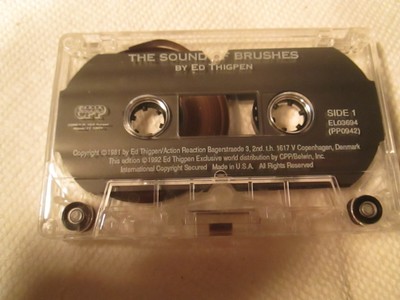 THE SOUND OF BRUSHES
BY ED THIGPEN
CPP
SIDE 1
EL03694
(PP0942)
Copyright ©1981 by Ed Thigpen/Action Reaction Bagerstraede 3, 2nd. t.h. 1617 V Copenhagen, Denmark
This edition ©1992 Ed Thigpen Exclusive world distribution by CPP/Belwin, Inc.
International Copyright Secured Made in U.S.A. All Rights Reserved